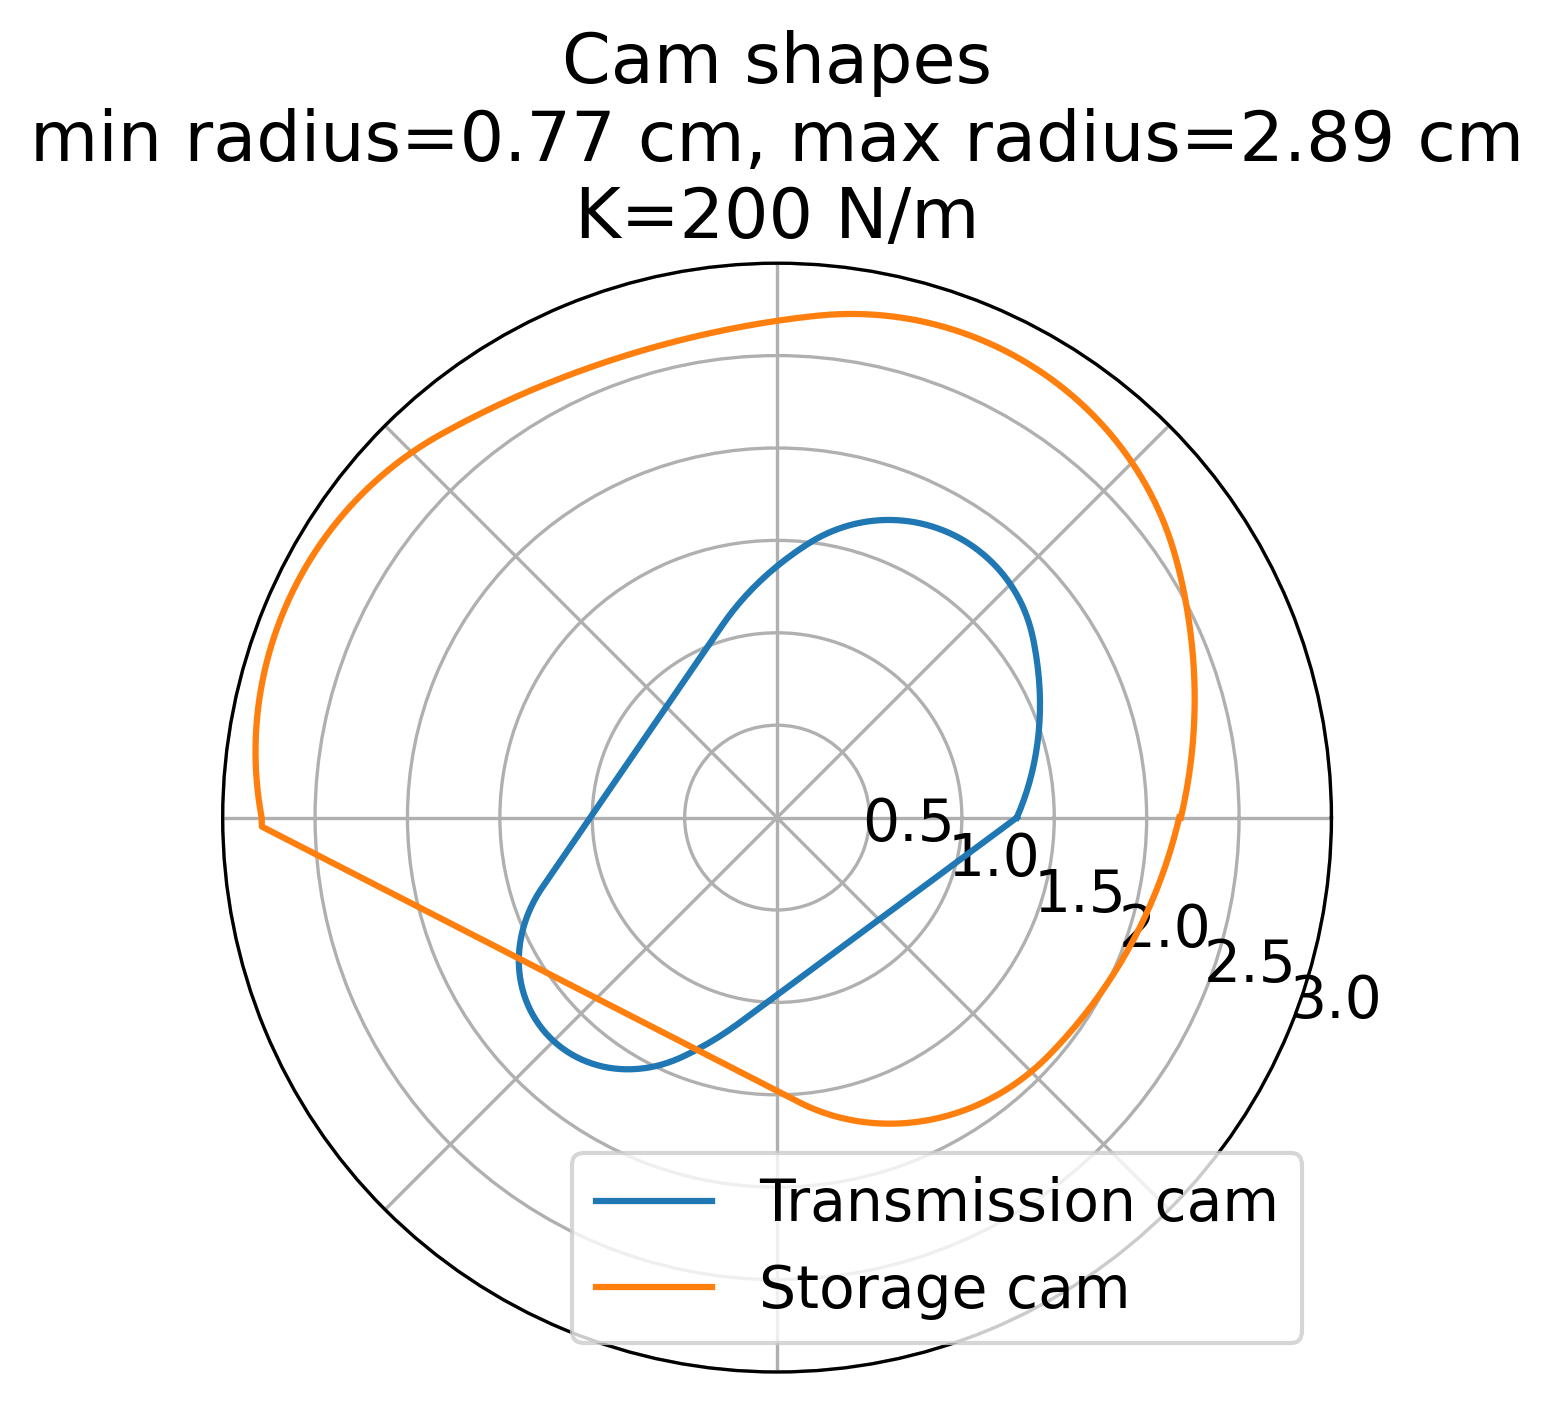 Cam shapes
min radius=0.77 cm, max radius=2.89 cm
K=200 N/m
0.5
1.0
1.5
2.0
2.5
3.0
Transmission cam
Storage cam